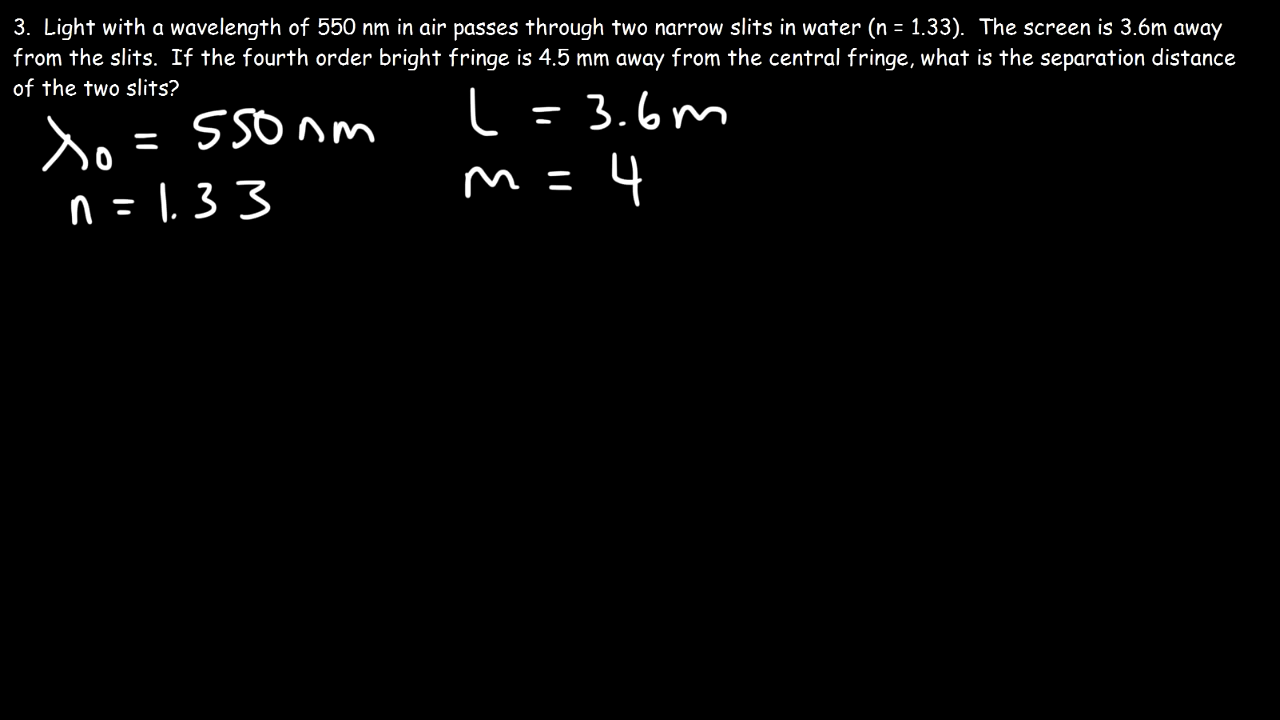 3. Light with a wavelength of 550 nm in air passes through two narrow slits in water (n = 1.33). The screen is 3.6m away
from the slits. If the fourth order bright fringe is 4.5 mm away from the central fringe, what is the separation distance
of the two slits?
λ₀ = 550 nm
L = 3.6m
n = 1.33
m = 4